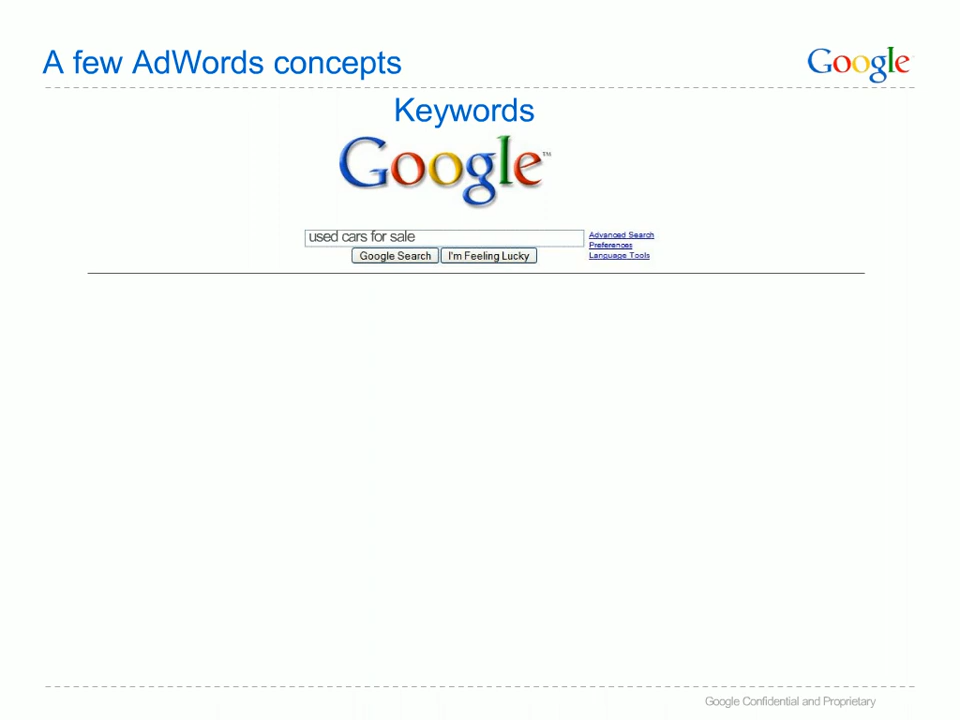 A few AdWords concepts
Google
Keywords
Google™
used cars for sale
Advanced Search
Preferences
Language Tools
Google Search
I'm Feeling Lucky
Google Confidential and Proprietary